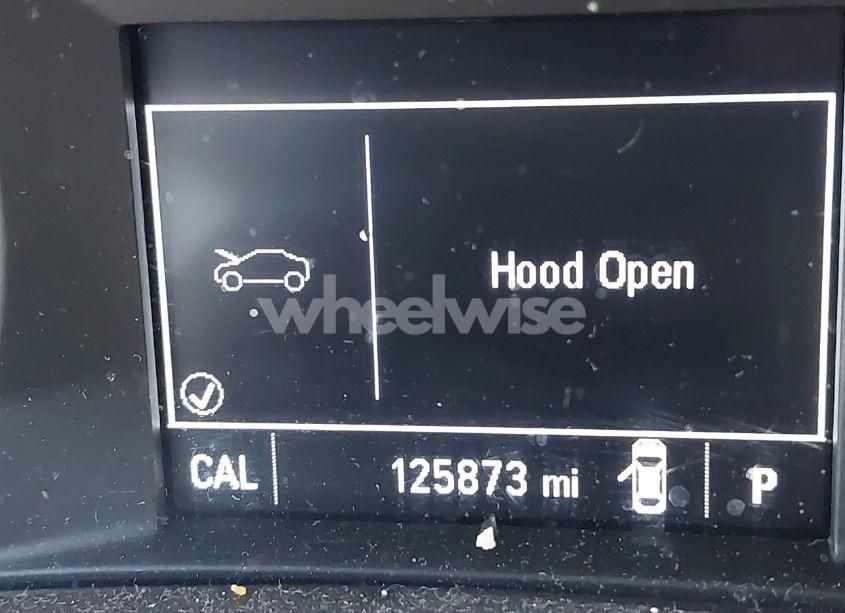 Hood Open
wheelwise
CAL 125873 mi P